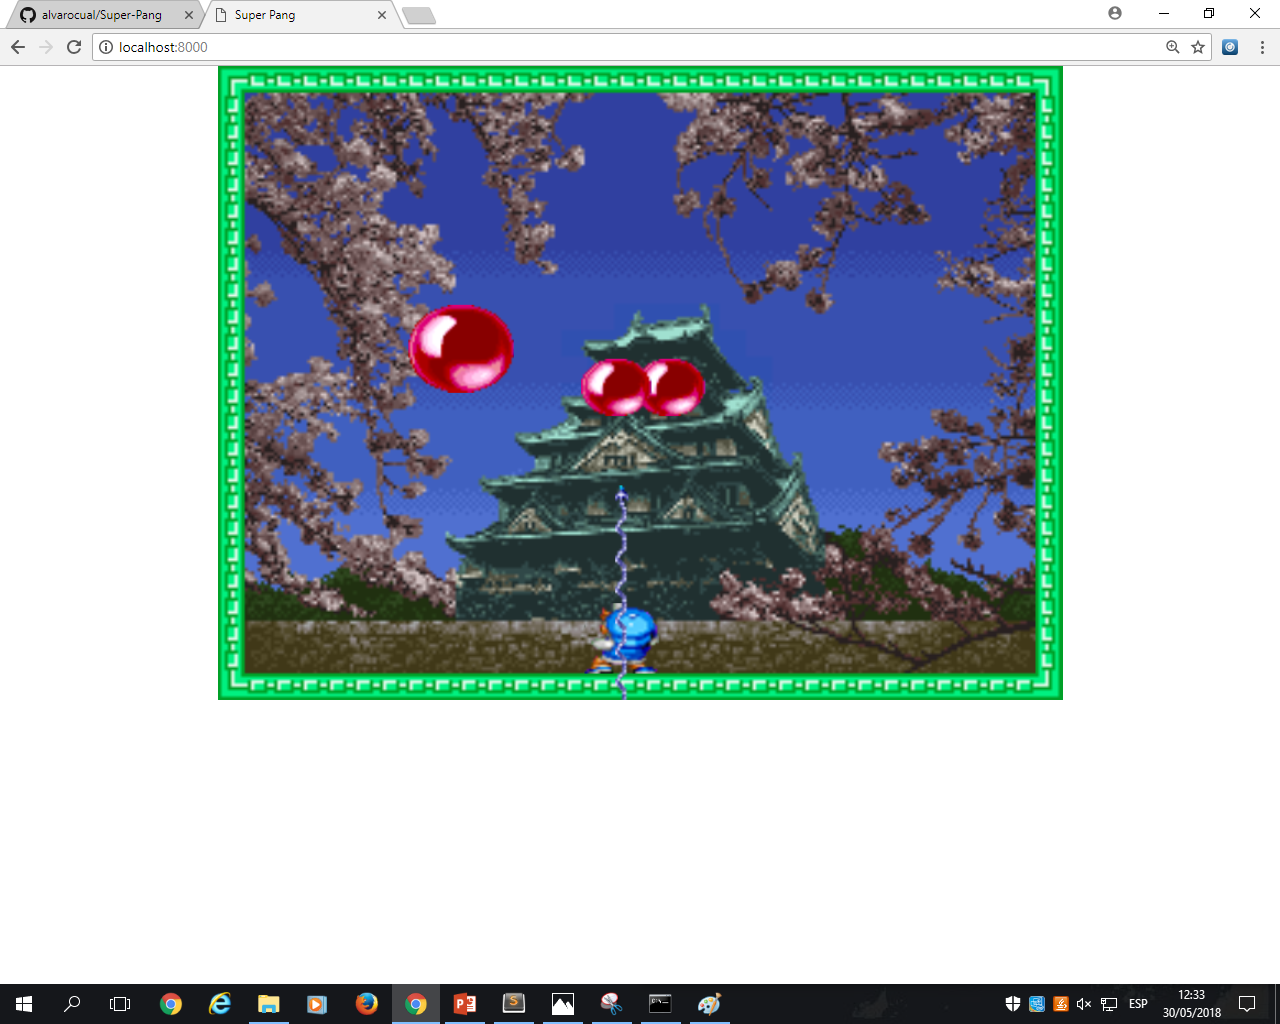 alvarocual/Super-Pang
Super Pang
localhost:8000
ESP
12:33
30/05/2018